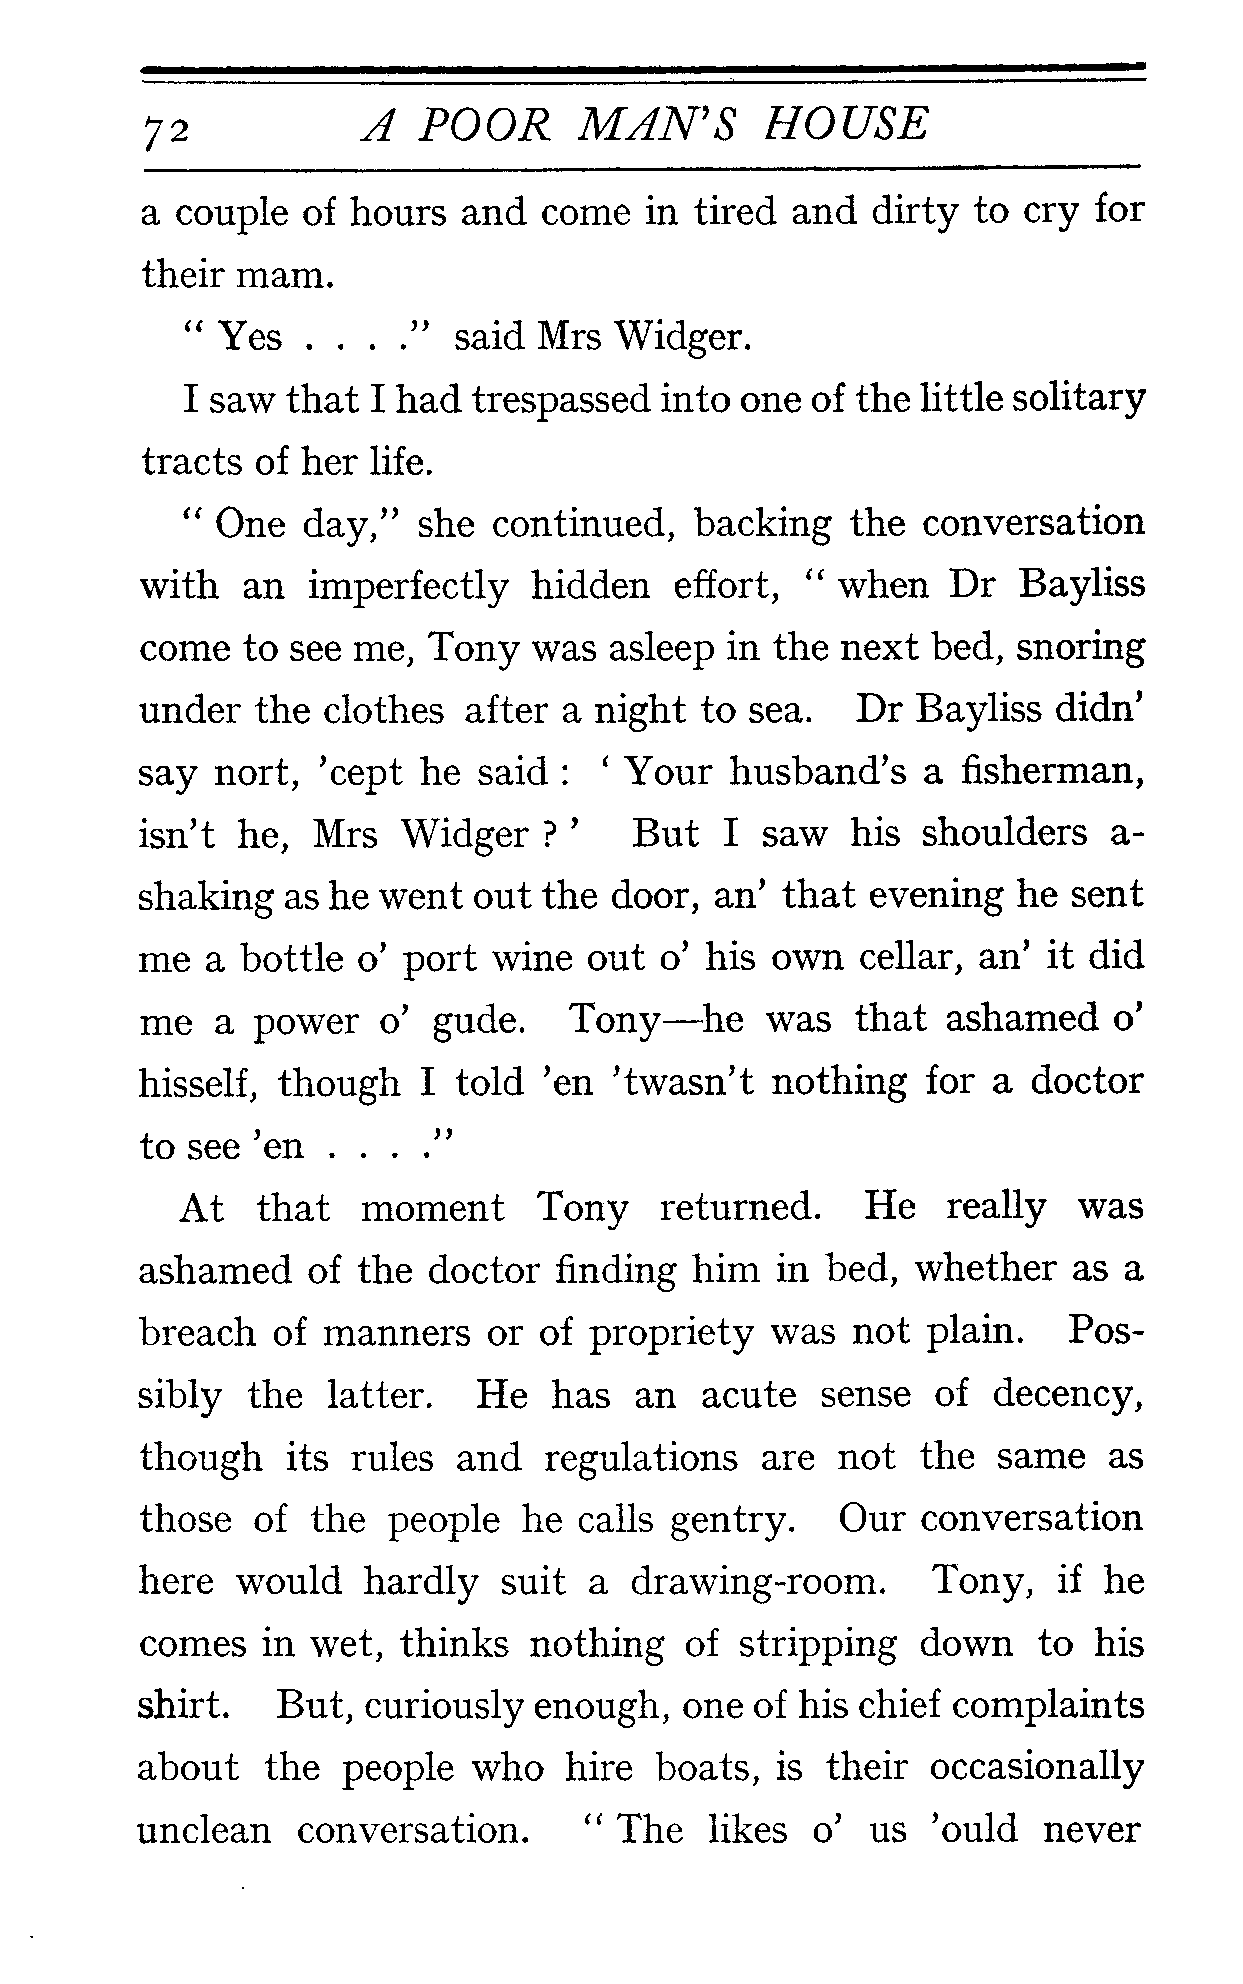 72 A POOR MAN'S HOUSE
a couple of hours and come in tired and dirty to cry for
their mam.
“ Yes . . . .” said Mrs Widger.
I saw that I had trespassed into one of the little solitary
tracts of her life.
“ One day,” she continued, backing the conversation
with an imperfectly hidden effort, “ when Dr Bayliss
come to see me, Tony was asleep in the next bed, snoring
under the clothes after a night to sea. Dr Bayliss didn’
say nort, ’cept he said : ‘ Your husband’s a fisherman,
isn’t he, Mrs Widger ? ’ But I saw his shoulders a-
shaking as he went out the door, an’ that evening he sent
me a bottle o’ port wine out o’ his own cellar, an’ it did
me a power o’ gude. Tony—he was that ashamed o’
hisself, though I told ’en ’twasn’t nothing for a doctor
to see ’en . . . .”
At that moment Tony returned. He really was
ashamed of the doctor finding him in bed, whether as a
breach of manners or of propriety was not plain. Pos-
sibly the latter. He has an acute sense of decency,
though its rules and regulations are not the same as
those of the people he calls gentry. Our conversation
here would hardly suit a drawing-room. Tony, if he
comes in wet, thinks nothing of stripping down to his
shirt. But, curiously enough, one of his chief complaints
about the people who hire boats, is their occasionally
unclean conversation. “ The likes o’ us ’ould never